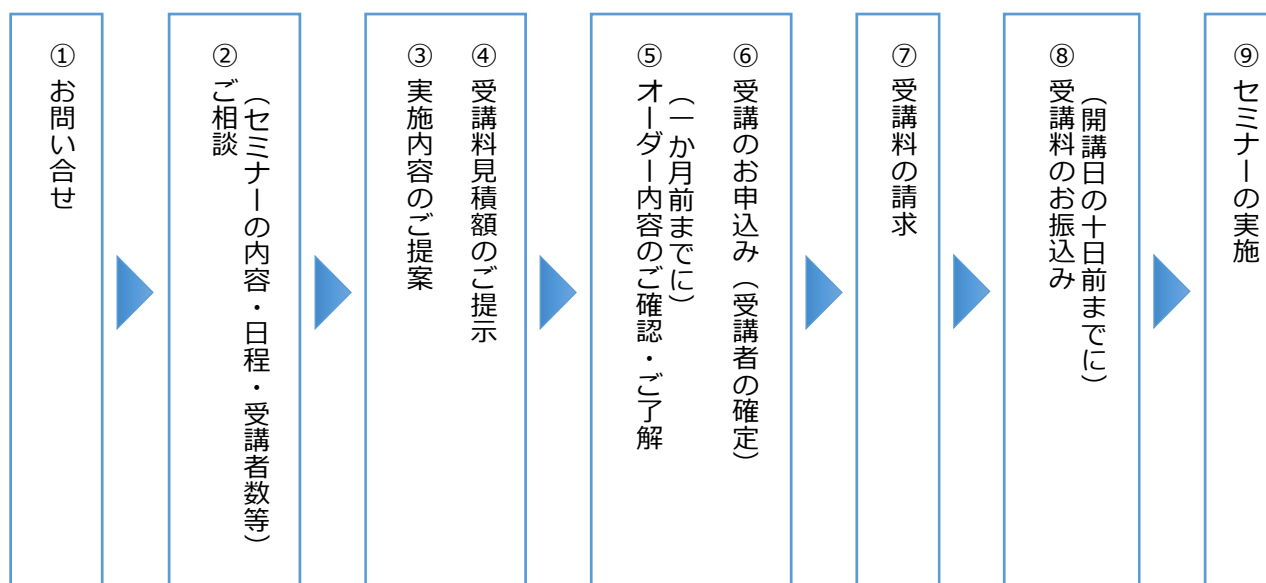 ① お問い合せ
② ご相談
（セミナーの内容・日程・受講者数等）
③ 実施内容のご提案
④ 受講料見積額のご提示
⑤ オーダー内容のご確認・ご了解
（一か月前までに）
⑥ 受講のお申込み（受講者の確定）
⑦ 受講料の請求
⑧ 受講料のお振込み
（開講日の十日前までに）
⑨ セミナーの実施